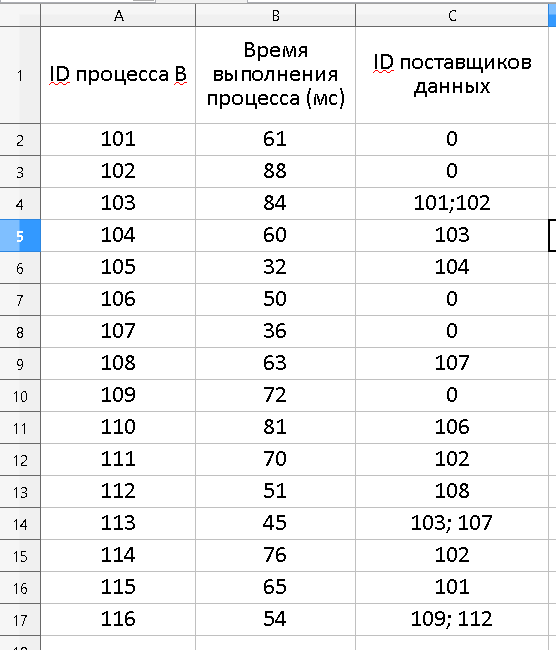 A B C
1 ID процесса B Время выполнения процесса (мс) ID поставщиков данных
2 101 61 0
3 102 88 0
4 103 84 101;102
5 104 60 103
6 105 32 104
7 106 50 0
8 107 36 0
9 108 63 107
10 109 72 0
11 110 81 106
12 111 70 102
13 112 51 108
14 113 45 103; 107
15 114 76 102
16 115 65 101
17 116 54 109; 112